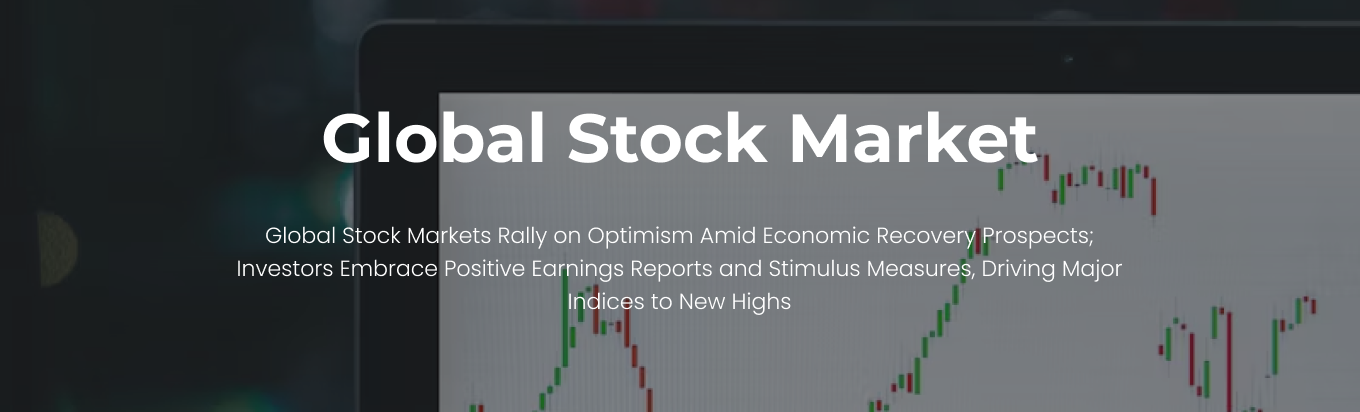 Global Stock Market
Global Stock Markets Rally on Optimism Amid Economic Recovery Prospects;
Investors Embrace Positive Earnings Reports and Stimulus Measures, Driving Major
Indices to New Highs